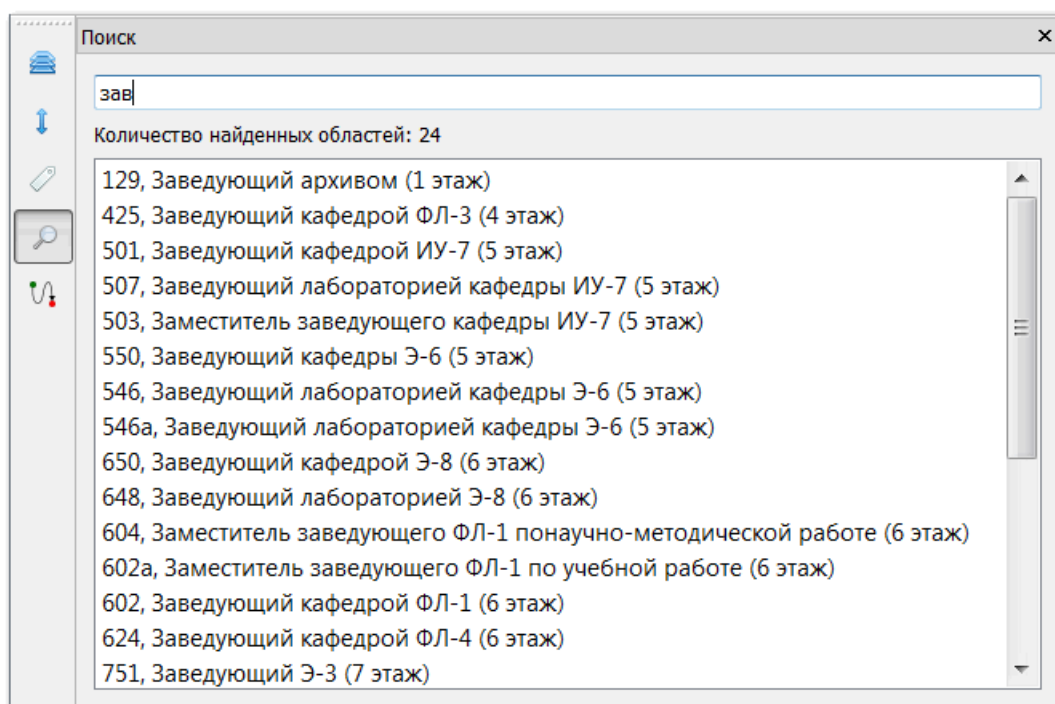 Поиск
зав
Количество найденных областей: 24
129, Заведующий архивом (1 этаж)
425, Заведующий кафедрой ФЛ-3 (4 этаж)
501, Заведующий кафедрой ИУ-7 (5 этаж)
507, Заведующий лабораторией кафедры ИУ-7 (5 этаж)
503, Заместитель заведующего кафедры ИУ-7 (5 этаж)
550, Заведующий кафедры Э-6 (5 этаж)
546, Заведующий лабораторией кафедры Э-6 (5 этаж)
546а, Заведующий лабораторией кафедры Э-6 (5 этаж)
650, Заведующий кафедрой Э-8 (6 этаж)
648, Заведующий лабораторией Э-8 (6 этаж)
604, Заместитель заведующего ФЛ-1 понаучно-методической работе (6 этаж)
602а, Заместитель заведующего ФЛ-1 по учебной работе (6 этаж)
602, Заведующий кафедрой ФЛ-1 (6 этаж)
624, Заведующий кафедрой ФЛ-4 (6 этаж)
751, Заведующий Э-3 (7 этаж)